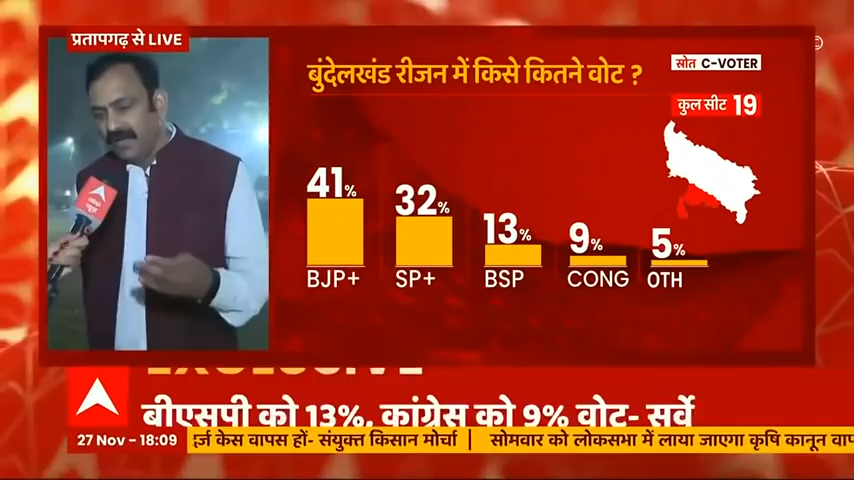 प्रतापगढ़ से LIVE
बुंदेलखंड रीजन में किसे कितने वोट ?
स्रोत C-VOTER
कुल सीट 19
41%
32%
13%
9%
5%
BJP+
SP+
BSP
CONG
OTH
EXCLUSIVE
बीएसपी को 13%, कांग्रेस को 9% वोट- सर्वे
27 Nov - 18:09
र्ज़ केस वापस हों- संयुक्त किसान मोर्चा | सोमवार को लोकसभा में लाया जाएगा कृषि कानून वाप